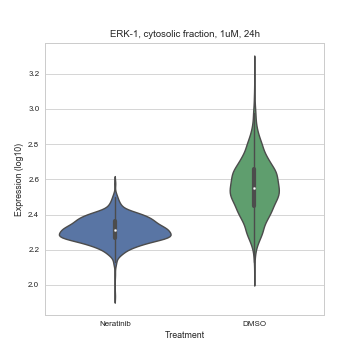 ERK-1, cytosolic fraction, 1uM, 24h
Expression (log10)
3.2
3.0
2.8
2.6
2.4
2.2
2.0
Neratinib DMSO
Treatment